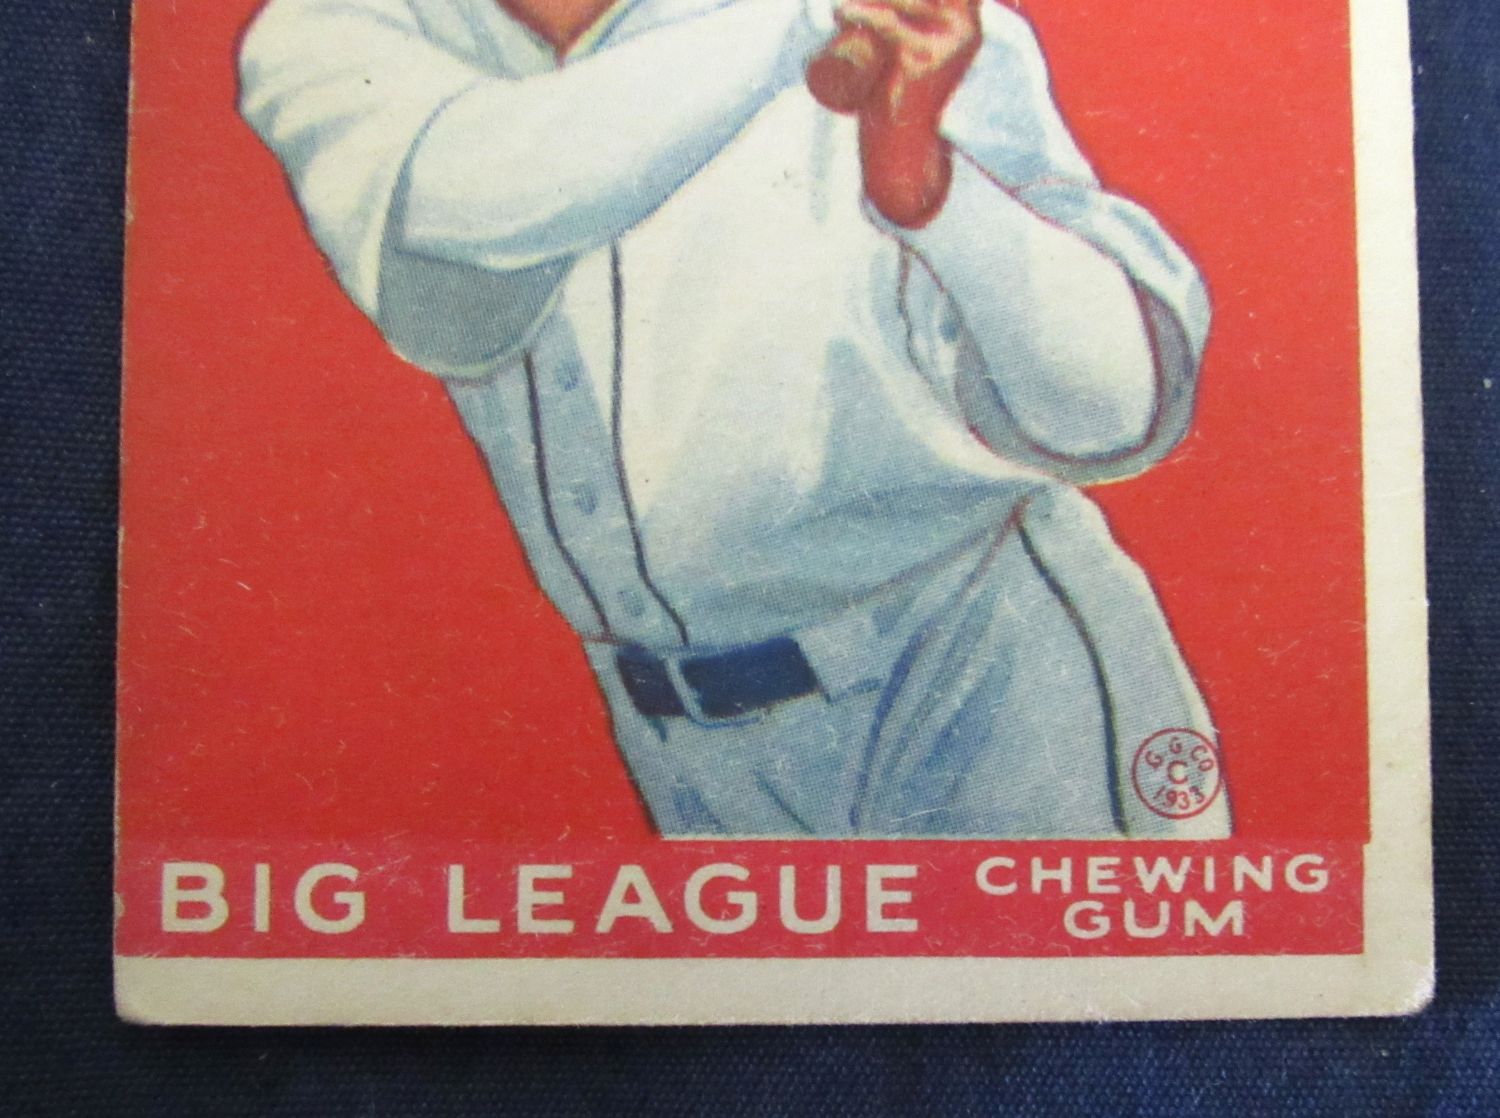 G. G. CO
C
1933
BIG LEAGUE CHEWING
GUM